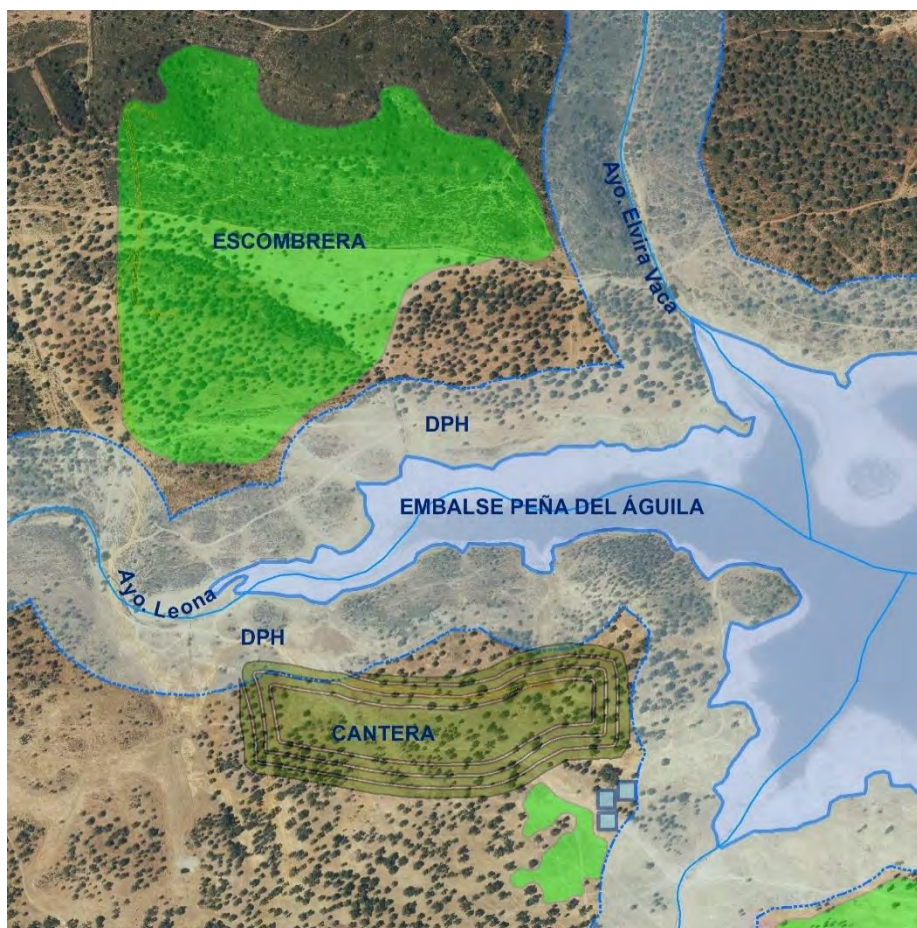 ESCOMBRERA
Ayo. Elvira Vaca
DPH
EMBALSE PEÑA DEL ÁGUILA
Ayo. Leona
DPH
CANTERA